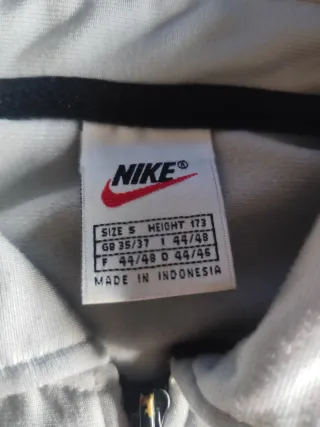 NIKE®
SIZE S HEIGHT 173
GB 35/37 I 44/48
F 44/48 D 44/46
MADE IN INDONESIA